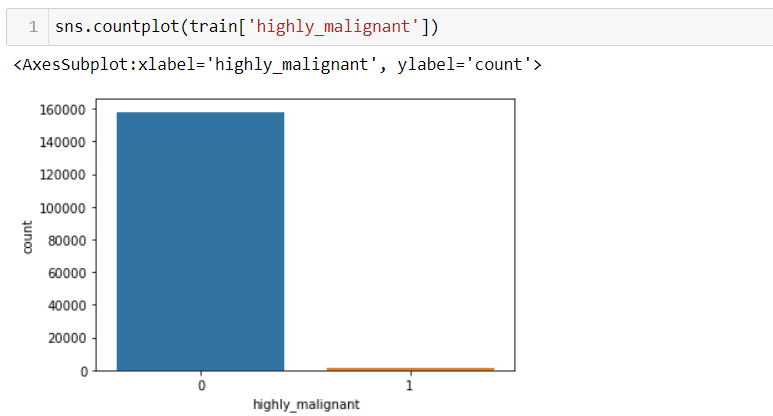 1 sns.countplot(train['highly_malignant'])
<AxesSubplot:xlabel='highly_malignant', ylabel='count'>
160000
140000
120000
100000
80000
60000
40000
20000
0
count
0 1
highly_malignant